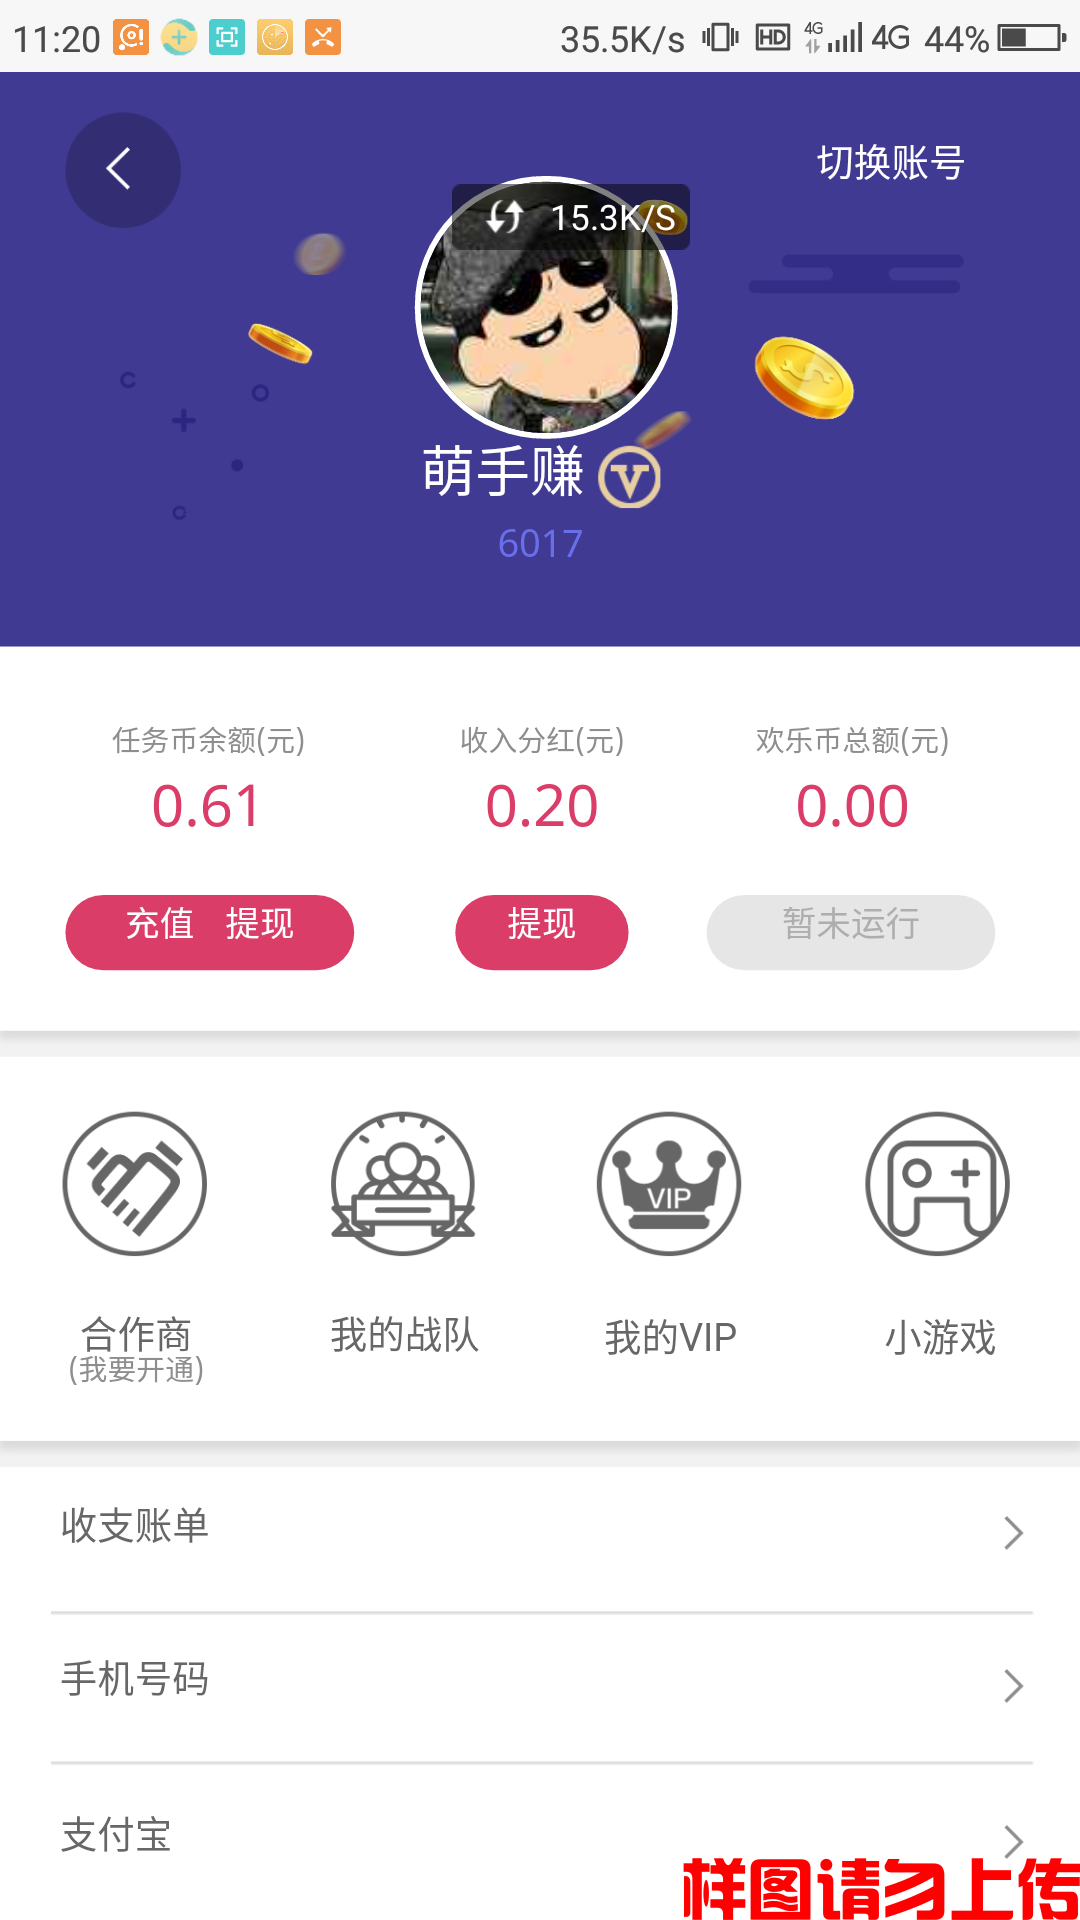 11:20 35.5K/s HD 4G 4G 44%
切换账号
15.3K/S
萌手赚 V
6017
任务币余额(元) 收入分红(元) 欢乐币总额(元)
0.61 0.20 0.00
充值 提现 提现 暂未运行
VIP
合作商 我的战队 我的VIP 小游戏
(我要开通)
收支账单
手机号码
支付宝
样图请勿上传